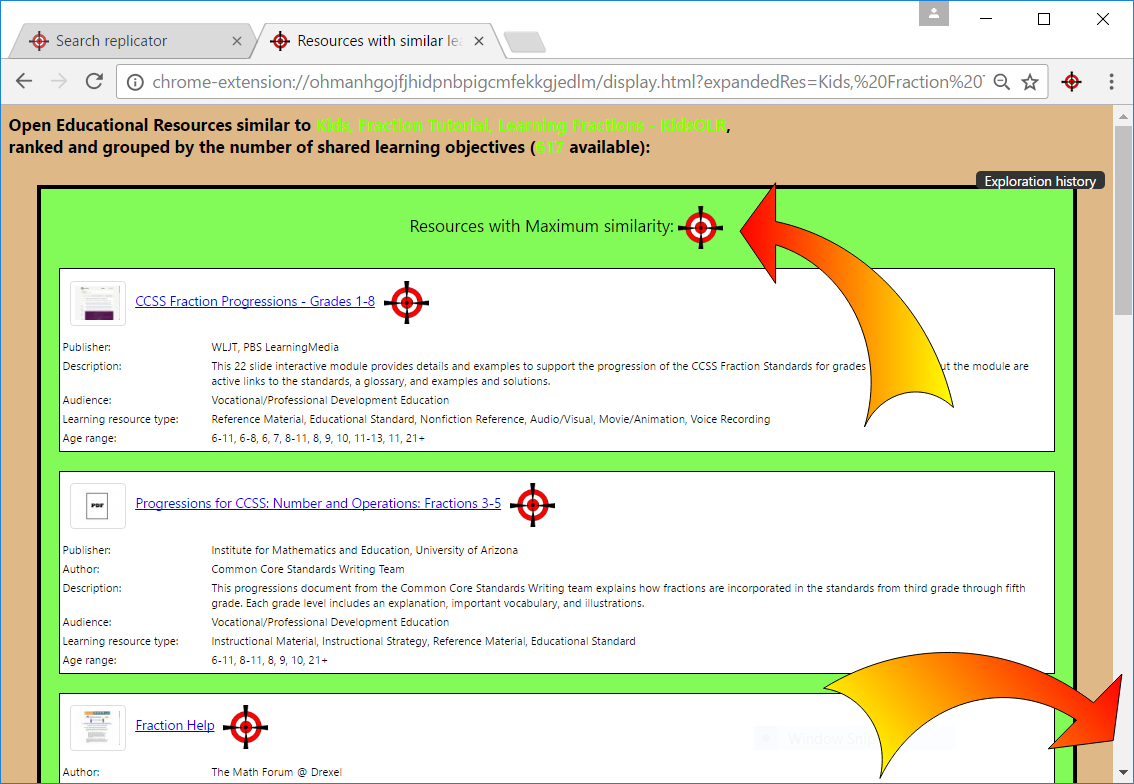 Search replicator
Resources with similar le
chrome-extension://ohmanhgojfjhidpnbpigcmfekkgjedlm/display.html?expandedRes=Kids,%20Fraction%20
Open Educational Resources similar to Kids. Fraction Tutorial, Learning Fractions - KidsOLR,
ranked and grouped by the number of shared learning objectives (617 available):
Exploration history
Resources with Maximum similarity:
CCSS Fraction Progressions - Grades 1-8
Publisher: WLJT, PBS LearningMedia
Description: This 22 slide interactive module provides details and examples to support the progression of the CCSS Fraction Standards for grades ut the module are
active links to the standards, a glossary, and examples and solutions.
Audience: Vocational/Professional Development Education
Learning resource type: Reference Material, Educational Standard, Nonfiction Reference, Audio/Visual, Movie/Animation, Voice Recording
Age range: 6-11, 6-8, 6, 7, 8-11, 8, 9, 10, 11-13, 11, 21+
PDF
Progressions for CCSS: Number and Operations: Fractions 3-5
Publisher: Institute for Mathematics and Education, University of Arizona
Author: Common Core Standards Writing Team
Description: This progressions document from the Common Core Standards Writing team explains how fractions are incorporated in the standards from third grade through fifth
grade. Each grade level includes an explanation, important vocabulary, and illustrations.
Audience: Vocational/Professional Development Education
Learning resource type: Instructional Material, Instructional Strategy, Reference Material, Educational Standard
Age range: 6-11, 8-11, 8, 9, 10, 21+
Fraction Help
Window Snip
Author: The Math Forum @ Drexel